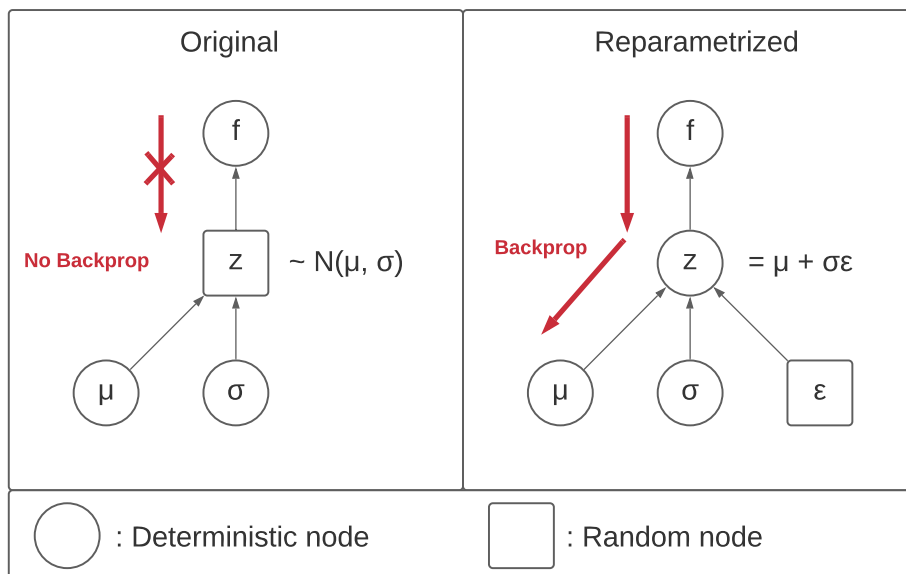 Original
f
No Backprop
z
~ N(μ, σ)
μ
σ
Reparametrized
f
Backprop
z
= μ + σε
μ
σ
ε
: Deterministic node
: Random node